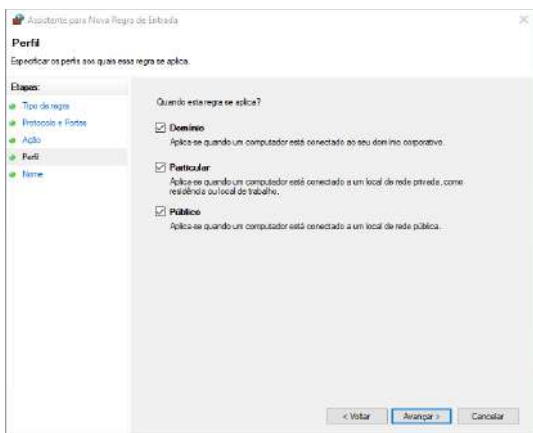 Assistente para Nova Regra de Entrada
Perfil
Especificar os perfis aos quais essa regra se aplica.
Etapas:
Tipo de regra
Protocolo e Portas
Ação
Perfil
Nome
Quando esta regra se aplica?
Domínio
Aplica-se quando um computador está conectado ao seu domínio corporativo.
Particular
Aplica-se quando um computador está conectado a um local de rede privada, como
residência ou local de trabalho.
Público
Aplica-se quando um computador está conectado a um local de rede pública.
< Voltar
Avançar >
Cancelar